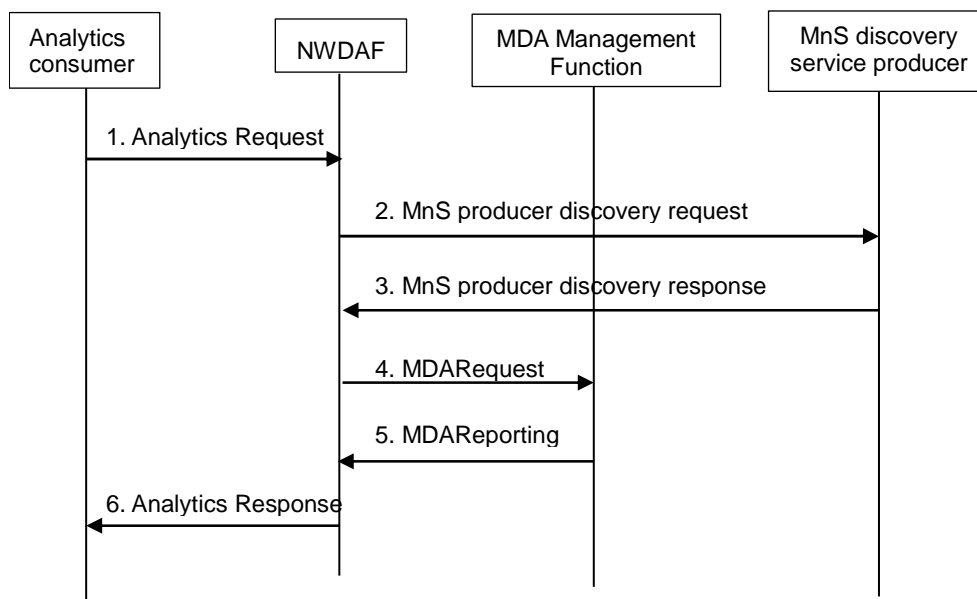 Analytics
consumer
NWDAF
MDA Management
Function
MnS discovery
service producer
1. Analytics Request
2. MnS producer discovery request
3. MnS producer discovery response
4. MDARequest
5. MDAReporting
6. Analytics Response